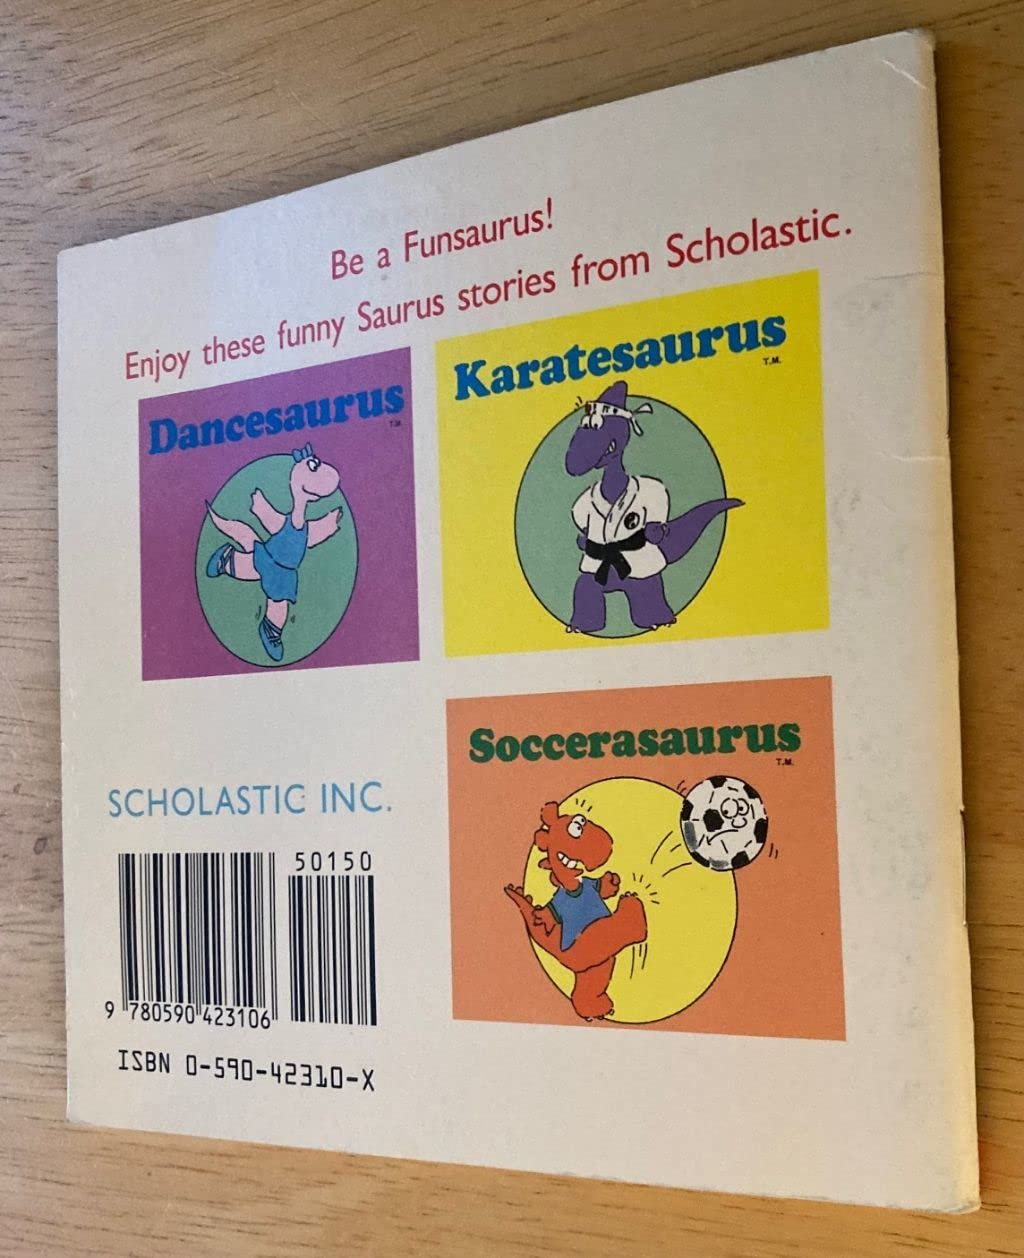 Be a Funsaurus!
Enjoy these funny Saurus stories from Scholastic.
Dancesaurus
T.M.
Karatesaurus
T.M.
Soccerasaurus
T.M.
SCHOLASTIC INC.
50150
9 780590 423106
ISBN 0-590-42310-X